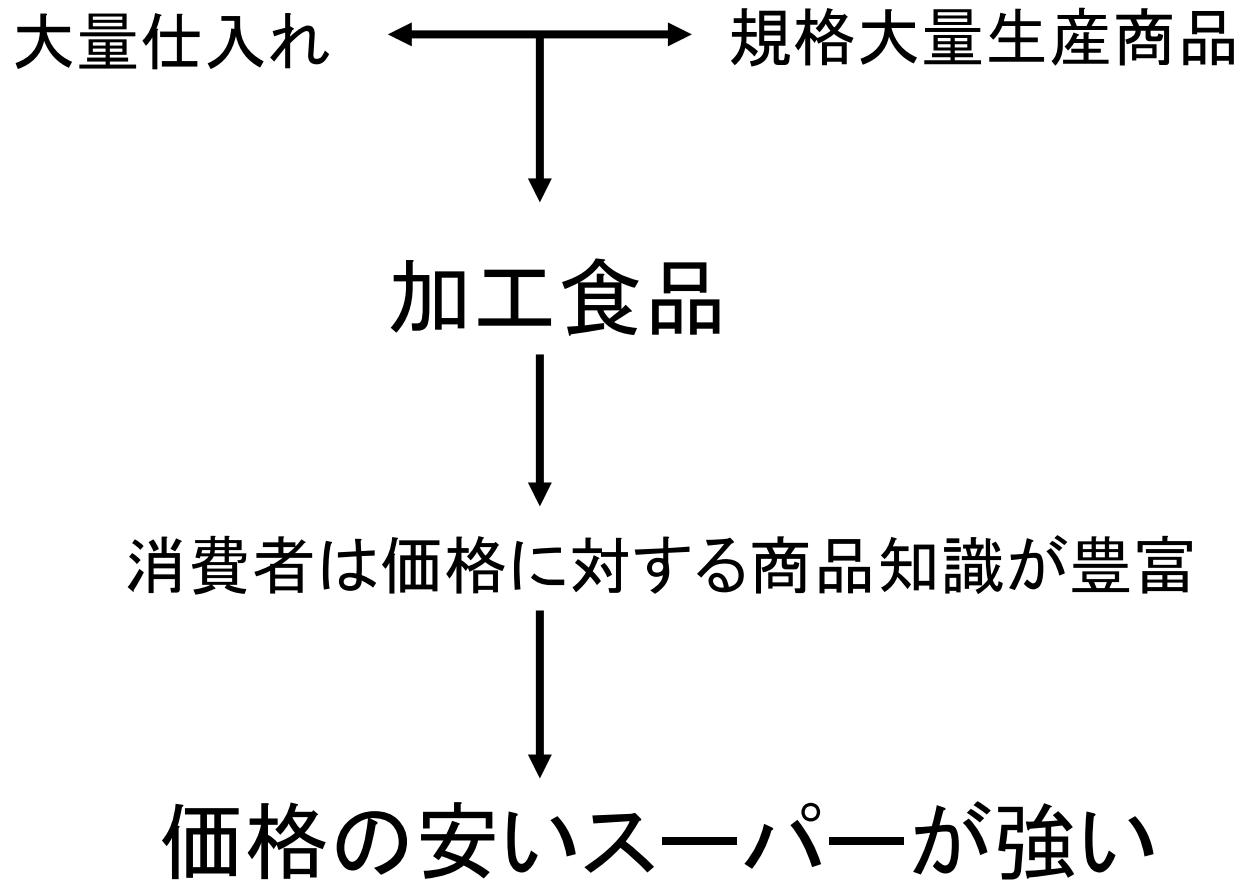 大量仕入れ
規格大量生産商品
加工食品
消費者は価格に対する商品知識が豊富
価格の安いスーパーが強い